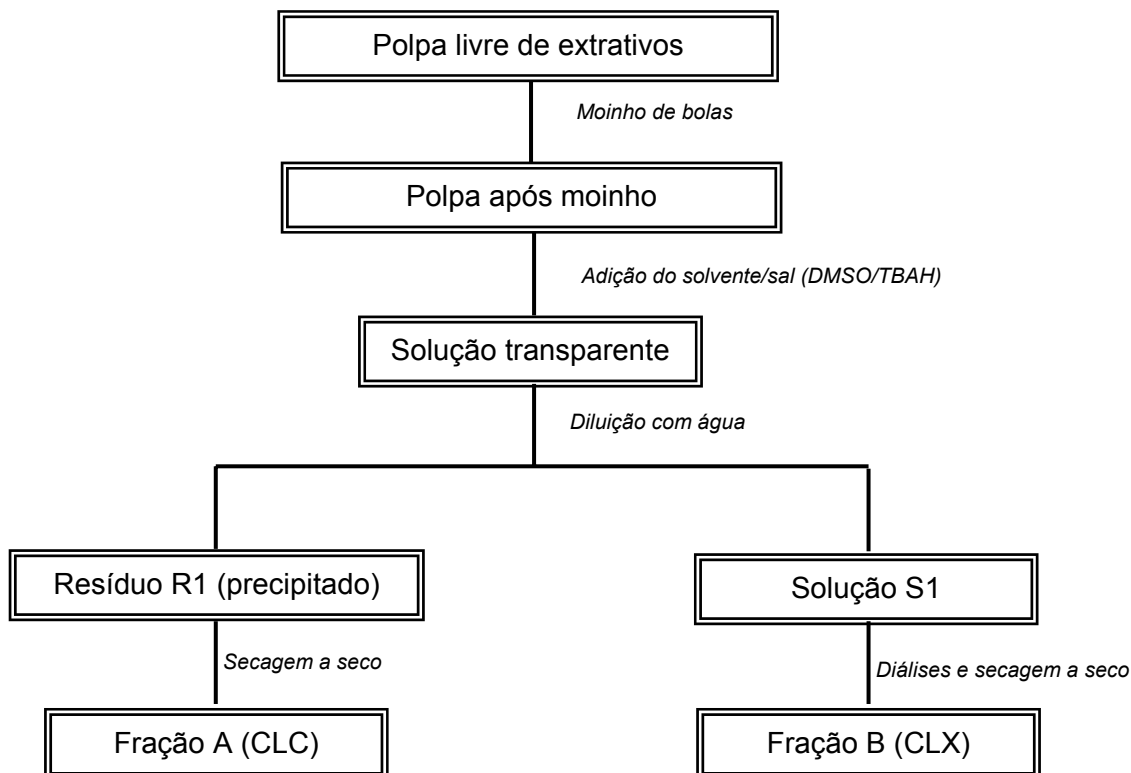 Polpa livre de extrativos
Moinho de bolas
Polpa após moinho
Adição do solvente/sal (DMSO/TBAH)
Solução transparente
Diluição com água
Resíduo R1 (precipitado)
Solução S1
Secagem a seco
Diálises e secagem a seco
Fração A (CLC)
Fração B (CLX)